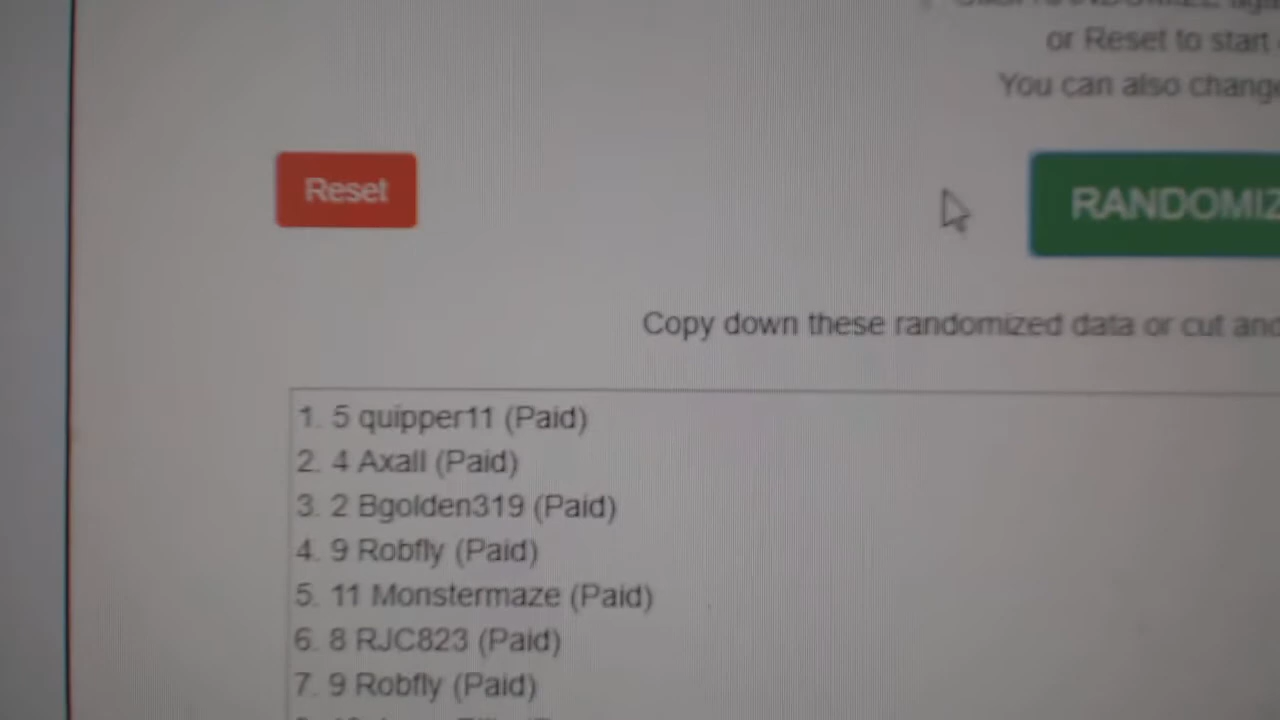 or Reset to start
You can also change
Reset
RANDOMIZ
Copy down these randomized data or cut and
1. 5 quipper11 (Paid)
2. 4 Axall (Paid)
3. 2 Bgolden319 (Paid)
4. 9 Robfly (Paid)
5. 11 Monstermaze (Paid)
6. 8 RJC823 (Paid)
7. 9 Robfly (Paid)